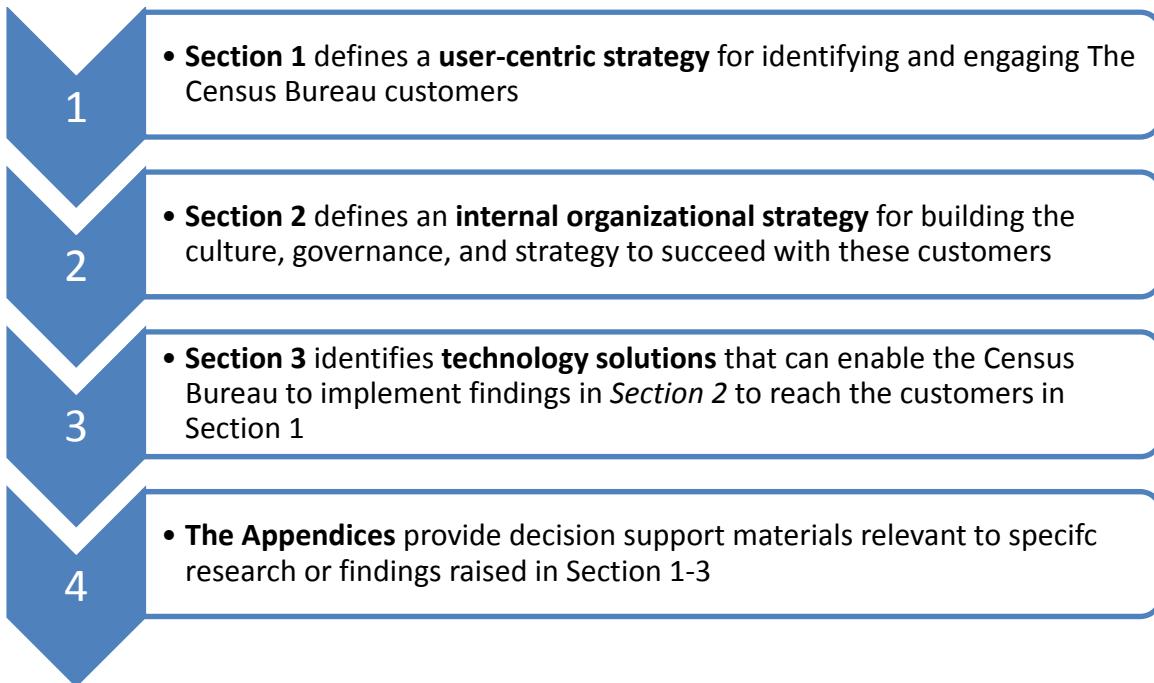 1
• Section 1 defines a user-centric strategy for identifying and engaging The
Census Bureau customers
2
• Section 2 defines an internal organizational strategy for building the
culture, governance, and strategy to succeed with these customers
3
• Section 3 identifies technology solutions that can enable the Census
Bureau to implement findings in Section 2 to reach the customers in
Section 1
4
• The Appendices provide decision support materials relevant to specifc
research or findings raised in Section 1-3